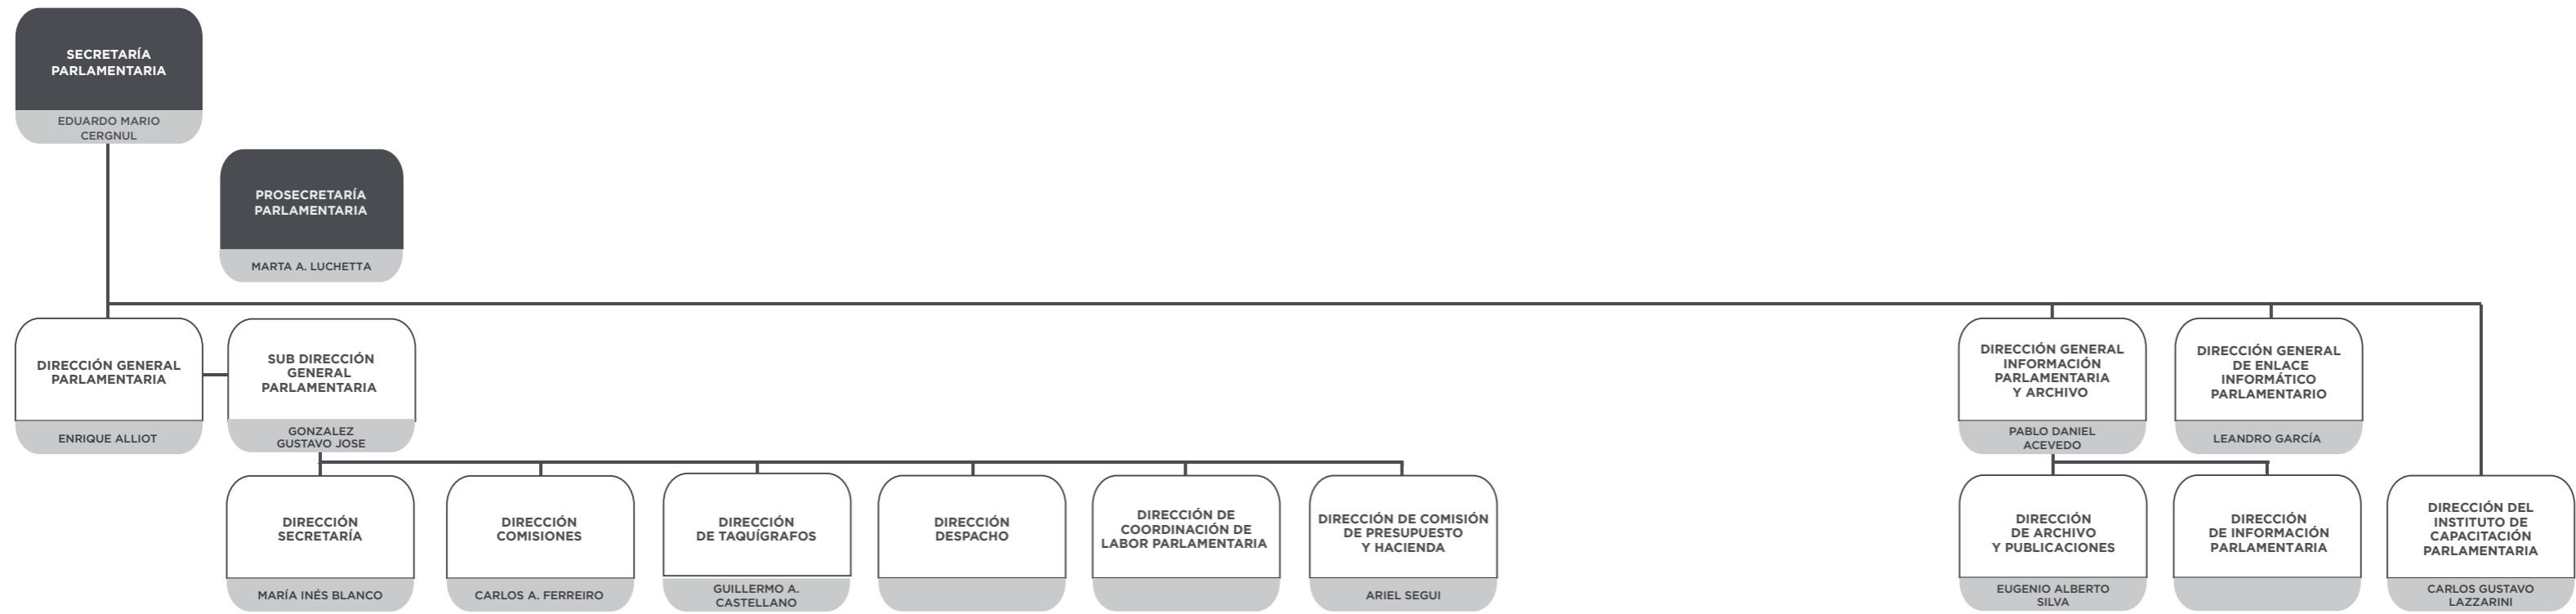 SECRETARÍA
PARLAMENTARIA
EDUARDO MARIO
CERGNUL
PROSECRETARÍA
PARLAMENTARIA
MARTA A. LUCHETTA
DIRECCIÓN GENERAL
PARLAMENTARIA
ENRIQUE ALLIOT
SUB DIRECCIÓN
GENERAL
PARLAMENTARIA
GONZALEZ
GUSTAVO JOSE
DIRECCIÓN GENERAL
INFORMACIÓN
PARLAMENTARIA
Y ARCHIVO
PABLO DANIEL
ACEVEDO
DIRECCIÓN GENERAL
DE ENLACE
INFORMÁTICO
PARLAMENTARIO
LEANDRO GARCÍA
DIRECCIÓN
SECRETARÍA
MARÍA INÉS BLANCO
DIRECCIÓN
COMISIONES
CARLOS A. FERREIRO
DIRECCIÓN
DE TAQUÍGRAFOS
GUILLERMO A.
CASTELLANO
DIRECCIÓN
DESPACHO
DIRECCIÓN DE
COORDINACIÓN DE
LABOR PARLAMENTARIA
DIRECCIÓN DE COMISIÓN
DE PRESUPUESTO
Y HACIENDA
ARIEL SEGUI
DIRECCIÓN
DE ARCHIVO
Y PUBLICACIONES
EUGENIO ALBERTO
SILVA
DIRECCIÓN
DE INFORMACIÓN
PARLAMENTARIA
DIRECCIÓN DEL
INSTITUTO DE
CAPACITACIÓN
PARLAMENTARIA
CARLOS GUSTAVO
LAZZARINI